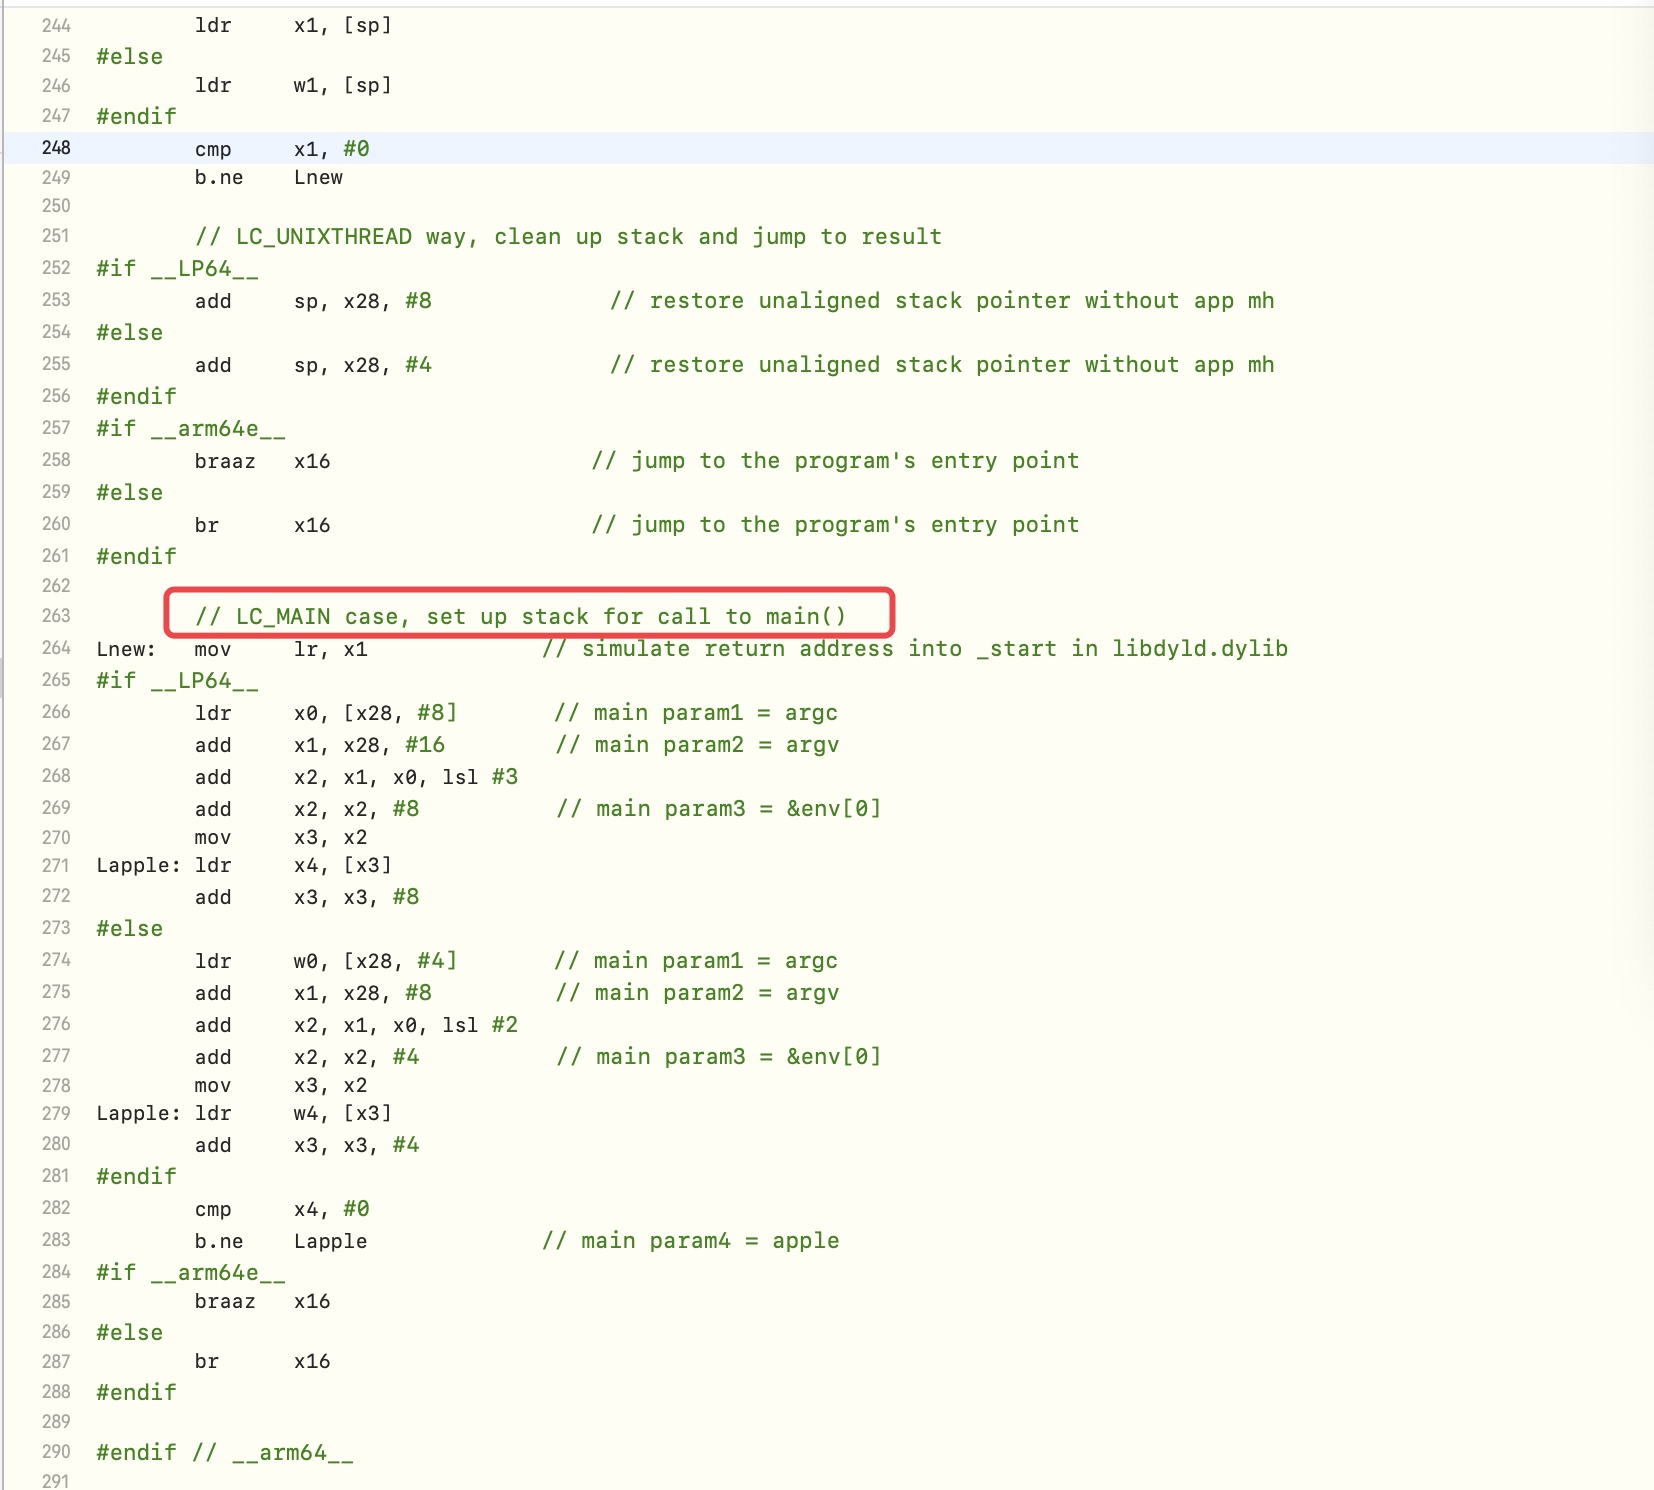 244 ldr x1, [sp]
245 #else
246 ldr w1, [sp]
247 #endif
248 cmp x1, #0
249 b.ne Lnew
250
251 // LC_UNIXTHREAD way, clean up stack and jump to result
252 #if __LP64__
253 add sp, x28, #8 // restore unaligned stack pointer without app mh
254 #else
255 add sp, x28, #4 // restore unaligned stack pointer without app mh
256 #endif
257 #if __arm64e__
258 braaz x16 // jump to the program's entry point
259 #else
260 br x16 // jump to the program's entry point
261 #endif
262
263 // LC_MAIN case, set up stack for call to main()
264 Lnew: mov lr, x1 // simulate return address into _start in libdyld.dylib
265 #if __LP64__
266 ldr x0, [x28, #8] // main param1 = argc
267 add x1, x28, #16 // main param2 = argv
268 add x2, x1, x0, lsl #3
269 add x2, x2, #8 // main param3 = &env[0]
270 mov x3, x2
271 Lapple: ldr x4, [x3]
272 add x3, x3, #8
273 #else
274 ldr w0, [x28, #4] // main param1 = argc
275 add x1, x28, #8 // main param2 = argv
276 add x2, x1, x0, lsl #2
277 add x2, x2, #4 // main param3 = &env[0]
278 mov x3, x2
279 Lapple: ldr w4, [x3]
280 add x3, x3, #4
281 #endif
282 cmp x4, #0
283 b.ne Lapple // main param4 = apple
284 #if __arm64e__
285 braaz x16
286 #else
287 br x16
288 #endif
289
290 #endif // __arm64__
291